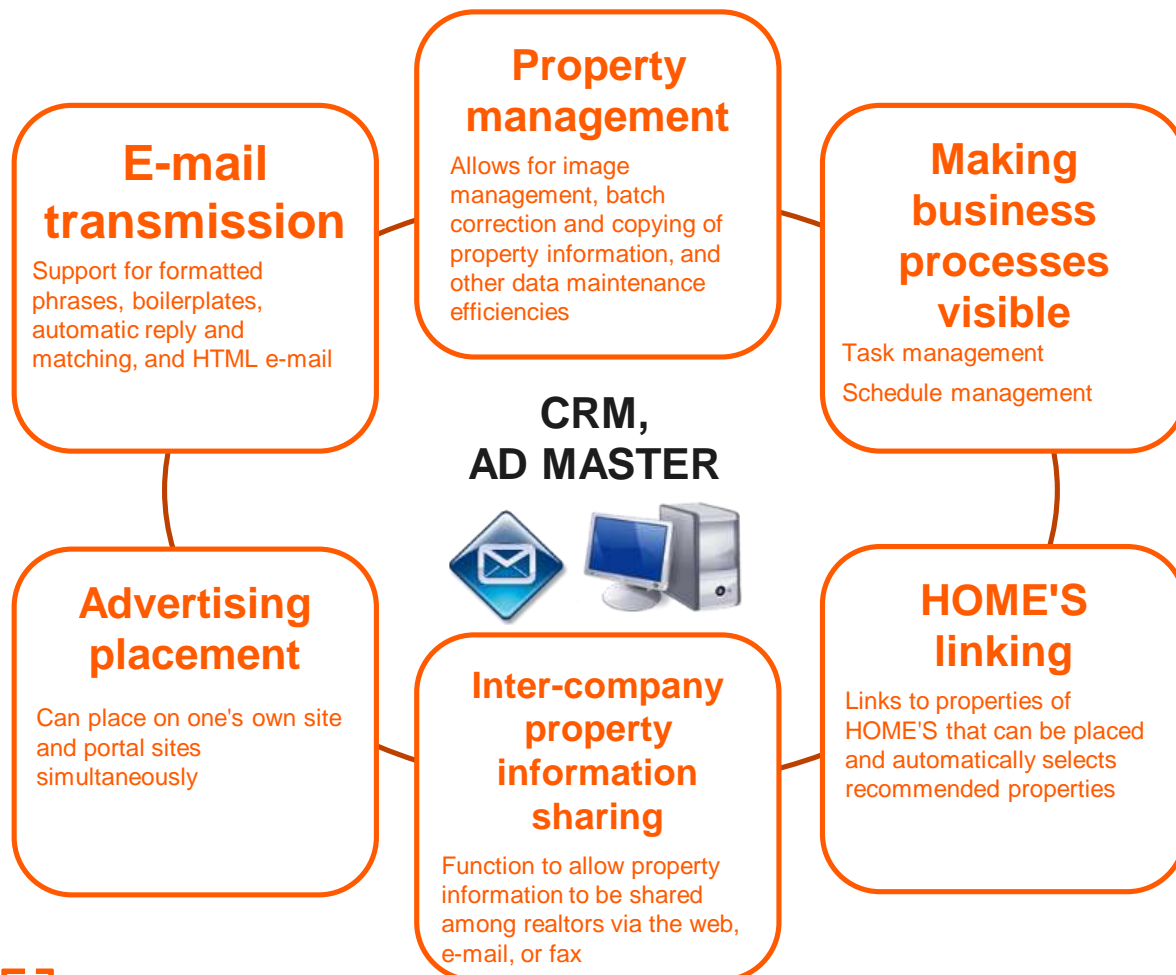 Property
management
Allows for image
management, batch
correction and copying of
property information, and
other data maintenance
efficiencies
E-mail
transmission
Support for formatted
phrases, boilerplates,
automatic reply and
matching, and HTML e-mail
Making
business
processes
visible
Task management
Schedule management
CRM,
AD MASTER
Advertising
placement
Can place on one's own site
and portal sites
simultaneously
Inter-company
property
information
sharing
Function to allow property
information to be shared
among realtors via the web,
e-mail, or fax
HOME'S
linking
Links to properties of
HOME'S that can be placed
and automatically selects
recommended properties